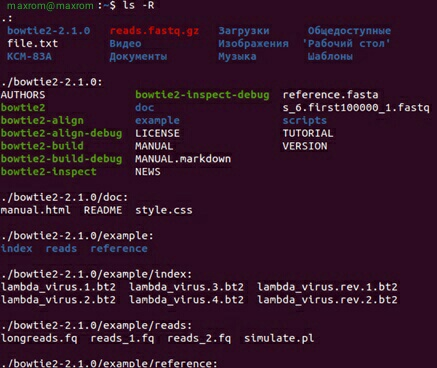 maxrom@maxrom:~$ ls -R
.:
bowtie2-2.1.0 reads.fastq.gz Загрузки Общедоступные
file.txt Видео Изображения 'Рабочий стол'
КСМ-83А Документы Музыка Шаблоны
./bowtie2-2.1.0:
AUTHORS bowtie2-inspect-debug reference.fasta
bowtie2 doc s_6.first100000_1.fastq
bowtie2-align example scripts
bowtie2-align-debug LICENSE TUTORIAL
bowtie2-build MANUAL VERSION
bowtie2-build-debug MANUAL.markdown
bowtie2-inspect NEWS
./bowtie2-2.1.0/doc:
manual.html README style.css
./bowtie2-2.1.0/example:
index reads reference
./bowtie2-2.1.0/example/index:
lambda_virus.1.bt2 lambda_virus.3.bt2 lambda_virus.rev.1.bt2
lambda_virus.2.bt2 lambda_virus.4.bt2 lambda_virus.rev.2.bt2
./bowtie2-2.1.0/example/reads:
longreads.fq reads_1.fq reads_2.fq simulate.pl
./bowtie2-2.1.0/example/reference: